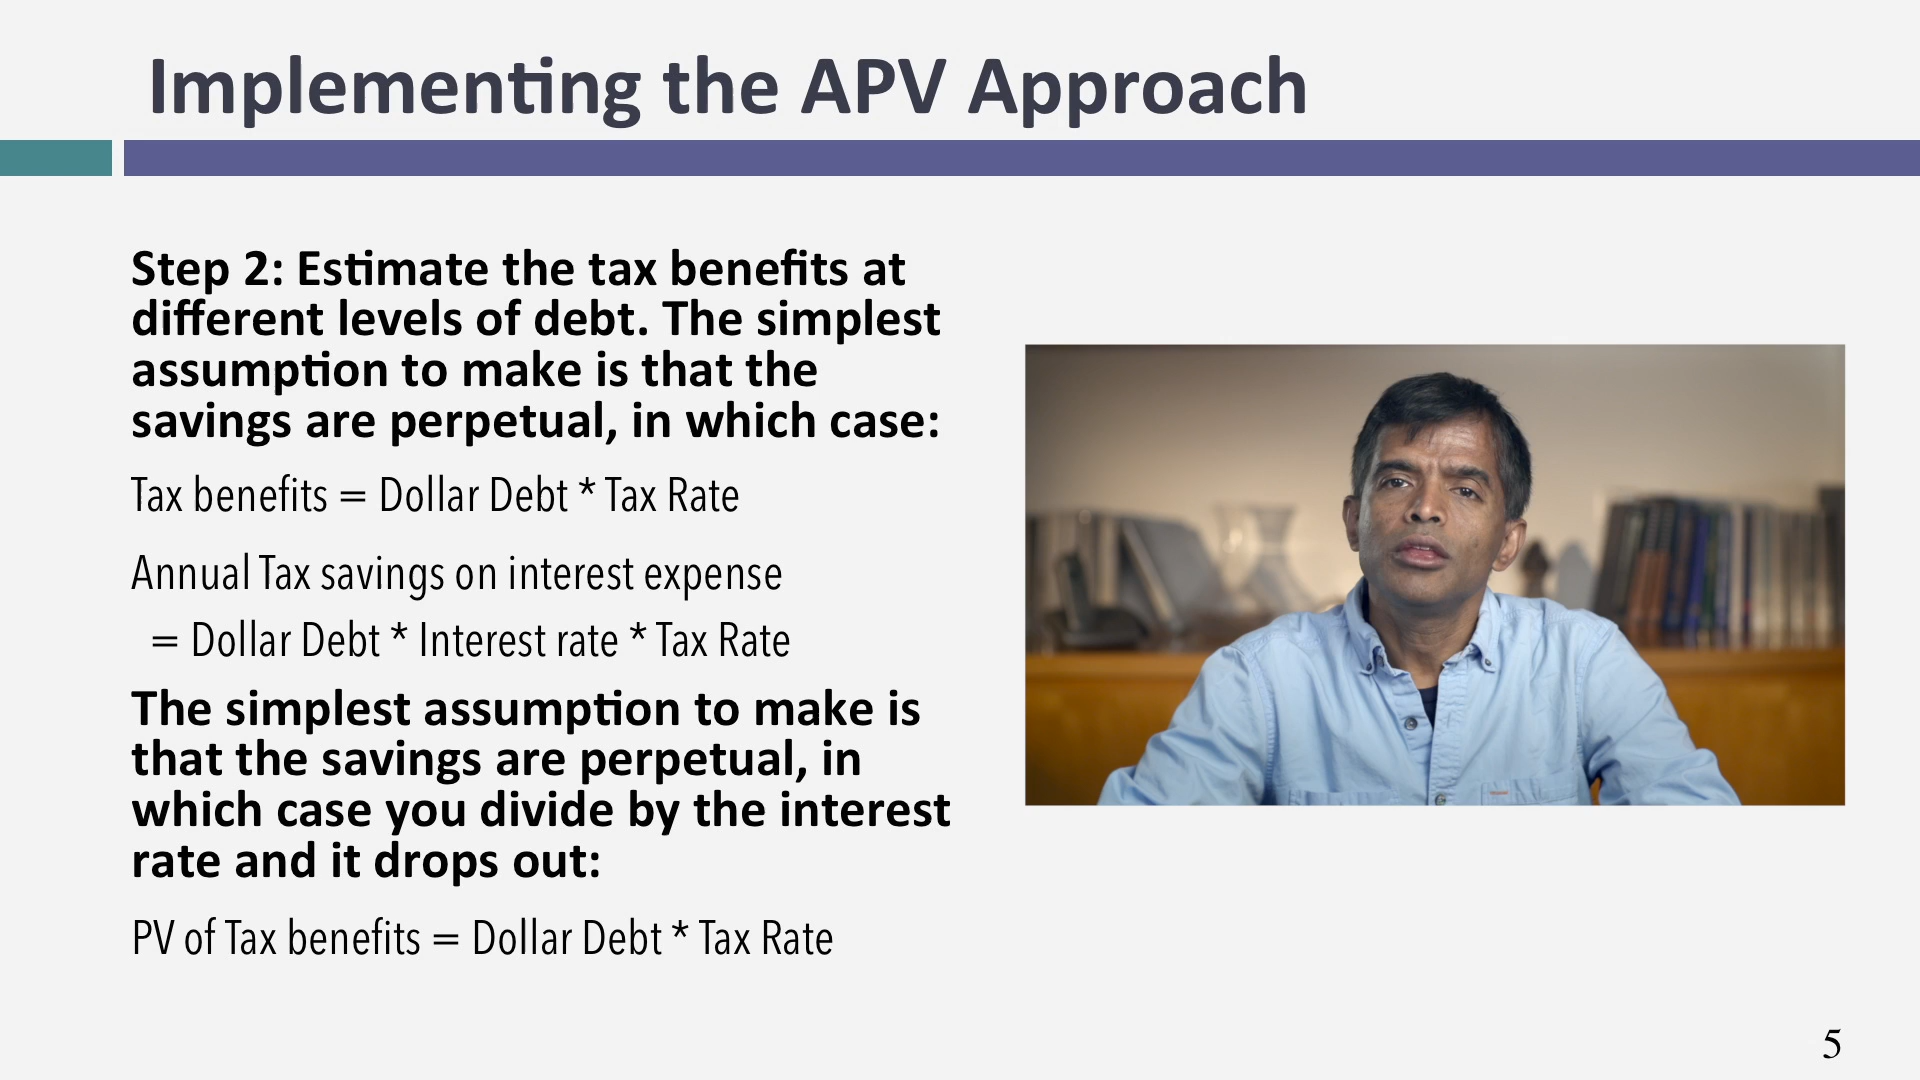 Implementing the APV Approach
Step 2: Estimate the tax benefits at
different levels of debt. The simplest
assumption to make is that the
savings are perpetual, in which case:
Tax benefits = Dollar Debt * Tax Rate
Annual Tax savings on interest expense
= Dollar Debt * Interest rate * Tax Rate
The simplest assumption to make is
that the savings are perpetual, in
which case you divide by the interest
rate and it drops out:
PV of Tax benefits = Dollar Debt * Tax Rate
5